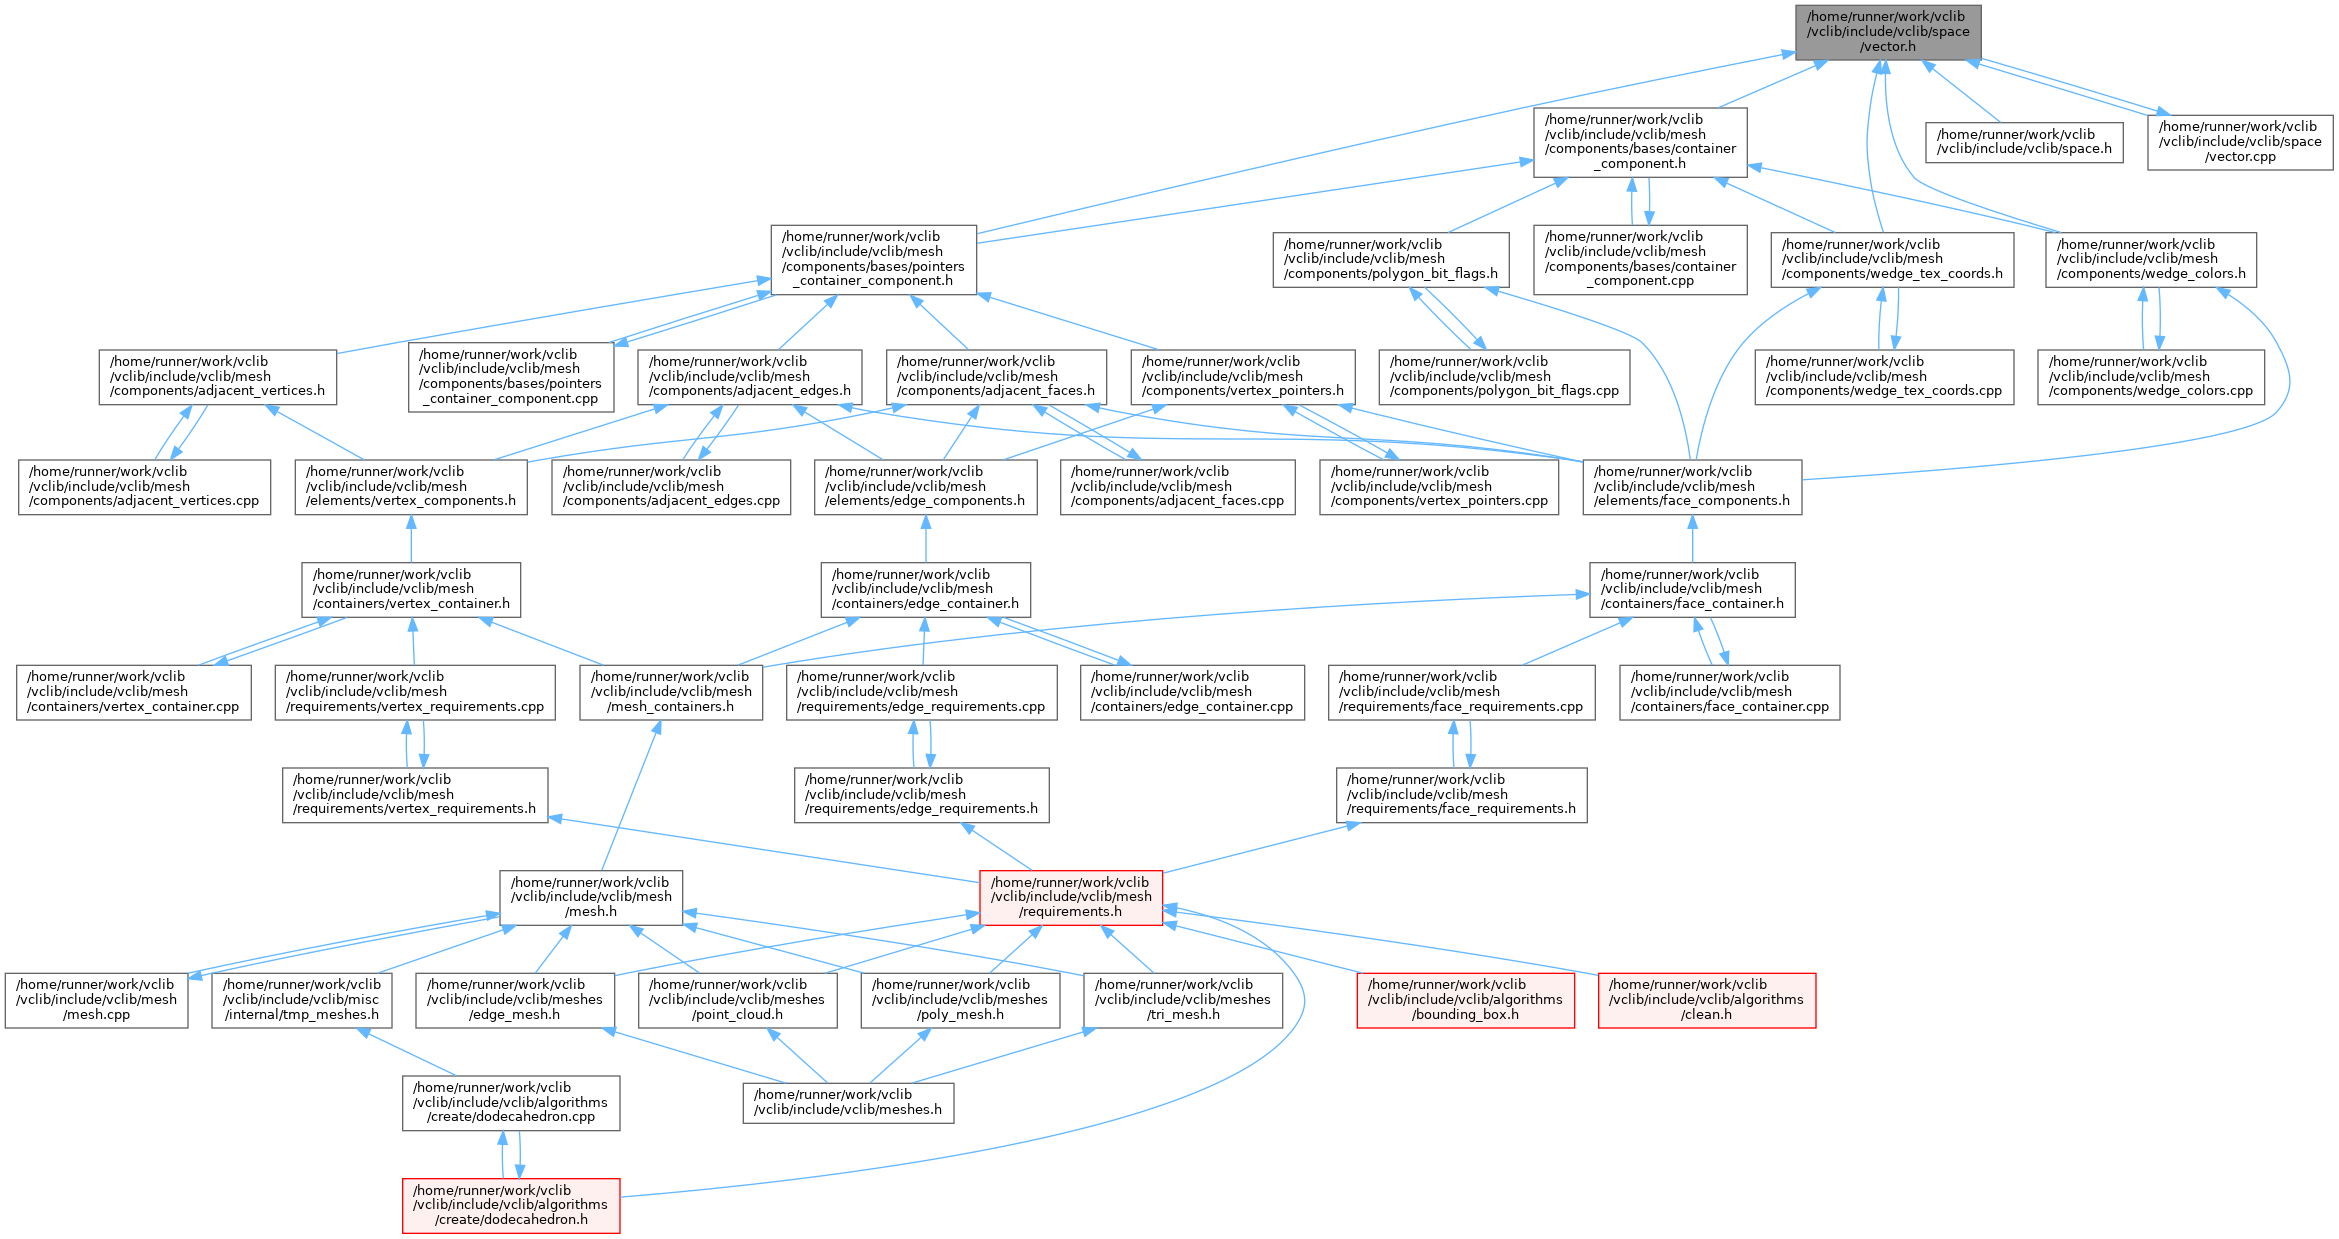 /home/runner/work/vclib
/vclib/include/vclib/space
/vector.h
/home/runner/work/vclib
/vclib/include/vclib/mesh
/components/bases/container
_component.h
/home/runner/work/vclib
/vclib/include/vclib/space.h
/home/runner/work/vclib
/vclib/include/vclib/space
/vector.cpp
/home/runner/work/vclib
/vclib/include/vclib/mesh
/components/bases/pointers
_container_component.h
/home/runner/work/vclib
/vclib/include/vclib/mesh
/components/polygon_bit_flags.h
/home/runner/work/vclib
/vclib/include/vclib/mesh
/components/bases/container
_component.cpp
/home/runner/work/vclib
/vclib/include/vclib/mesh
/components/wedge_tex_coords.h
/home/runner/work/vclib
/vclib/include/vclib/mesh
/components/wedge_colors.h
/home/runner/work/vclib
/vclib/include/vclib/mesh
/components/adjacent_vertices.h
/home/runner/work/vclib
/vclib/include/vclib/mesh
/components/bases/pointers
_container_component.cpp
/home/runner/work/vclib
/vclib/include/vclib/mesh
/components/adjacent_edges.h
/home/runner/work/vclib
/vclib/include/vclib/mesh
/components/adjacent_faces.h
/home/runner/work/vclib
/vclib/include/vclib/mesh
/components/vertex_pointers.h
/home/runner/work/vclib
/vclib/include/vclib/mesh
/components/polygon_bit_flags.cpp
/home/runner/work/vclib
/vclib/include/vclib/mesh
/components/wedge_tex_coords.cpp
/home/runner/work/vclib
/vclib/include/vclib/mesh
/components/wedge_colors.cpp
/home/runner/work/vclib
/vclib/include/vclib/mesh
/components/adjacent_vertices.cpp
/home/runner/work/vclib
/vclib/include/vclib/mesh
/elements/vertex_components.h
/home/runner/work/vclib
/vclib/include/vclib/mesh
/components/adjacent_edges.cpp
/home/runner/work/vclib
/vclib/include/vclib/mesh
/elements/edge_components.h
/home/runner/work/vclib
/vclib/include/vclib/mesh
/components/adjacent_faces.cpp
/home/runner/work/vclib
/vclib/include/vclib/mesh
/components/vertex_pointers.cpp
/home/runner/work/vclib
/vclib/include/vclib/mesh
/elements/face_components.h
/home/runner/work/vclib
/vclib/include/vclib/mesh
/containers/vertex_container.h
/home/runner/work/vclib
/vclib/include/vclib/mesh
/containers/edge_container.h
/home/runner/work/vclib
/vclib/include/vclib/mesh
/containers/face_container.h
/home/runner/work/vclib
/vclib/include/vclib/mesh
/containers/vertex_container.cpp
/home/runner/work/vclib
/vclib/include/vclib/mesh
/requirements/vertex_requirements.cpp
/home/runner/work/vclib
/vclib/include/vclib/mesh
/mesh_containers.h
/home/runner/work/vclib
/vclib/include/vclib/mesh
/requirements/edge_requirements.cpp
/home/runner/work/vclib
/vclib/include/vclib/mesh
/containers/edge_container.cpp
/home/runner/work/vclib
/vclib/include/vclib/mesh
/requirements/face_requirements.cpp
/home/runner/work/vclib
/vclib/include/vclib/mesh
/containers/face_container.cpp
/home/runner/work/vclib
/vclib/include/vclib/mesh
/requirements/vertex_requirements.h
/home/runner/work/vclib
/vclib/include/vclib/mesh
/requirements/edge_requirements.h
/home/runner/work/vclib
/vclib/include/vclib/mesh
/requirements/face_requirements.h
/home/runner/work/vclib
/vclib/include/vclib/mesh
/mesh.h
/home/runner/work/vclib
/vclib/include/vclib/mesh
/requirements.h
/home/runner/work/vclib
/vclib/include/vclib/mesh
/mesh.cpp
/home/runner/work/vclib
/vclib/include/vclib/misc
/internal/tmp_meshes.h
/home/runner/work/vclib
/vclib/include/vclib/meshes
/edge_mesh.h
/home/runner/work/vclib
/vclib/include/vclib/meshes
/point_cloud.h
/home/runner/work/vclib
/vclib/include/vclib/meshes
/poly_mesh.h
/home/runner/work/vclib
/vclib/include/vclib/meshes
/tri_mesh.h
/home/runner/work/vclib
/vclib/include/vclib/algorithms
/bounding_box.h
/home/runner/work/vclib
/vclib/include/vclib/algorithms
/clean.h
/home/runner/work/vclib
/vclib/include/vclib/algorithms
/create/dodecahedron.cpp
/home/runner/work/vclib
/vclib/include/vclib/meshes.h
/home/runner/work/vclib
/vclib/include/vclib/algorithms
/create/dodecahedron.h